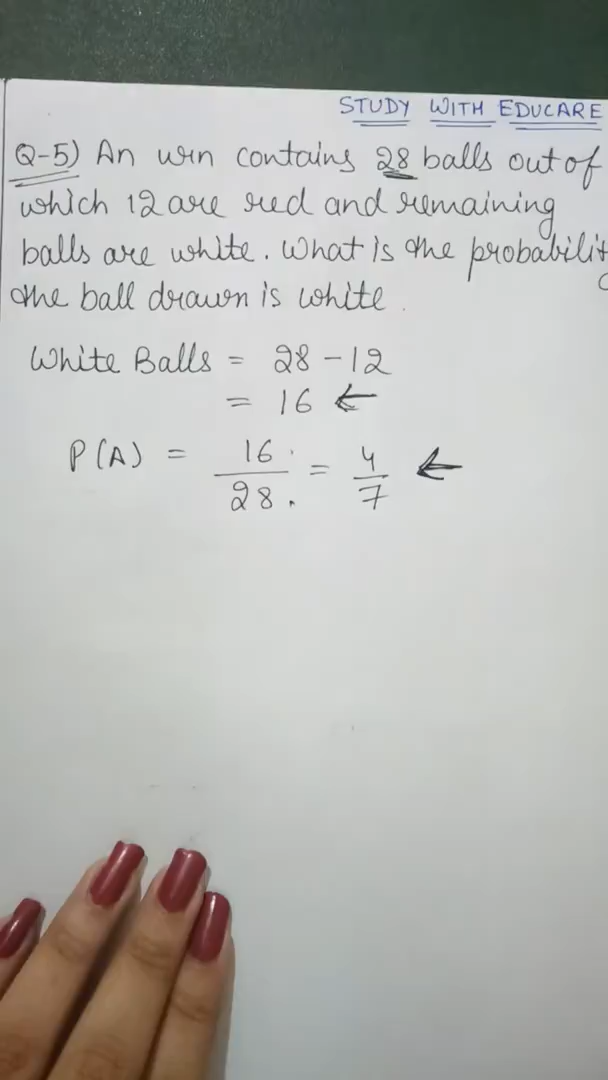 STUDY WITH EDUCARE
Q-5) An urn contains 28 balls out of
which 12 are red and remaining
balls are white. What is the probabilit
the ball drawn is white.
White Balls = 28 - 12
= 16 ←
P(A) = 16/28 = 4/7 ←